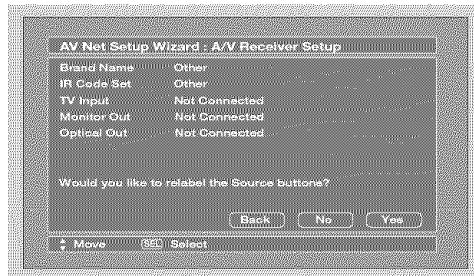 AV Net Setup Wizard : A/V Receiver Setup
Brand Name Other
IR Code Set Other
TV Input Not Connected
Monitor Out Not Connected
Optical Out Not Connected
Would you like to relabel the Source buttons?
Back No Yes
Move SEL Select